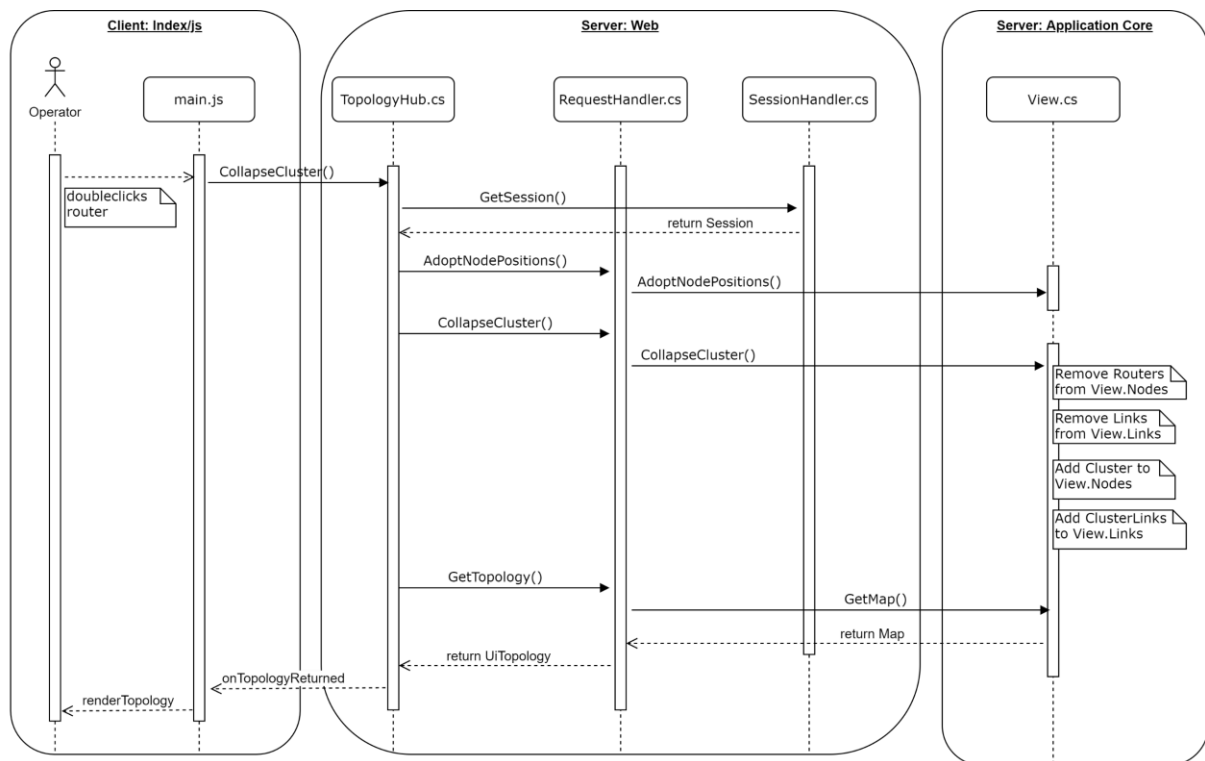 Client: Index/js
Server: Web
Server: Application Core
Operator
main.js
TopologyHub.cs
RequestHandler.cs
SessionHandler.cs
View.cs
doubleclicks
router
CollapseCluster()
GetSession()
return Session
AdoptNodePositions()
AdoptNodePositions()
CollapseCluster()
CollapseCluster()
Remove Routers
from View.Nodes
Remove Links
from View.Links
Add Cluster to
View.Nodes
Add ClusterLinks
to View.Links
GetTopology()
GetMap()
return Map
return UiTopology
onTopologyReturned
renderTopology